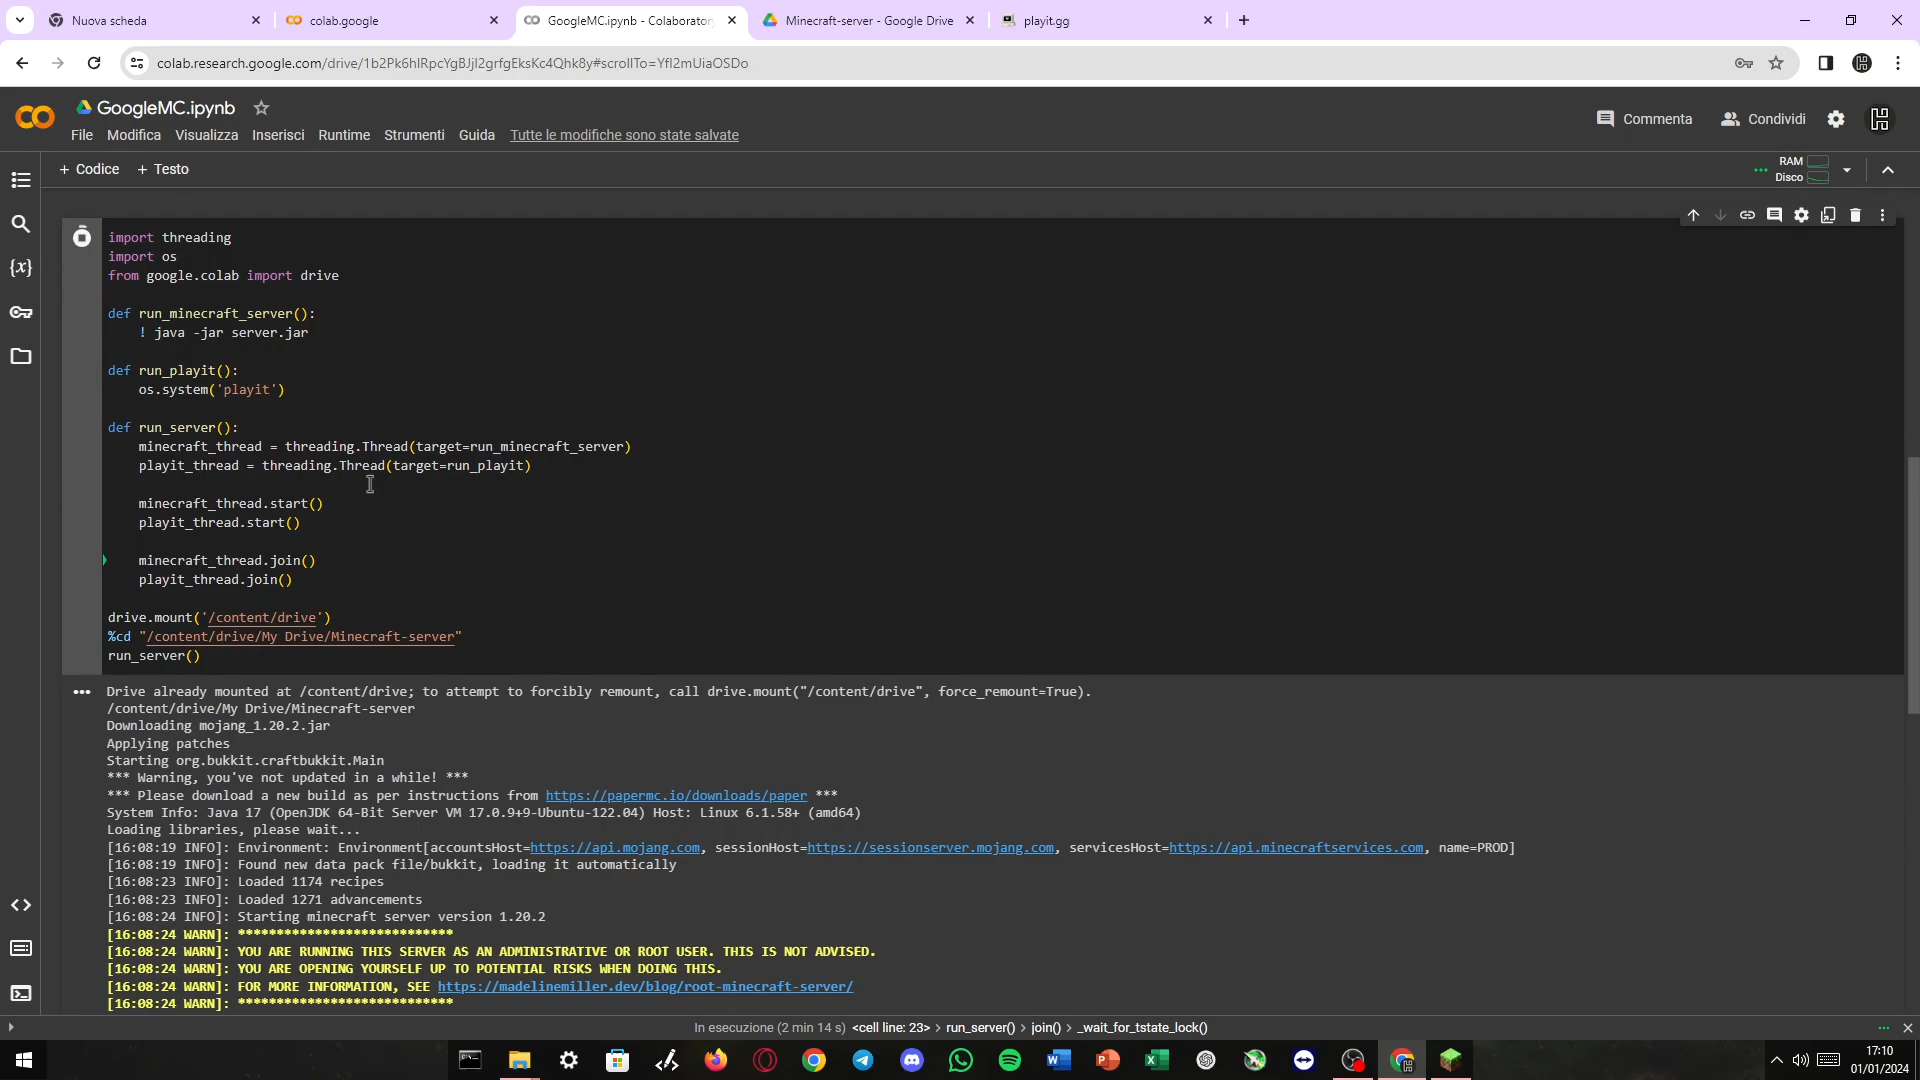 Nuova scheda
colab.google
GoogleMC.ipynb - Colaboratory
Minecraft-server - Google Drive
playit.gg
colab.research.google.com/drive/1b2Pk6hlRpcYgBJjl2grfgEksKc4Qhk8y#scrollTo=Yfl2mUiaOSDo
GoogleMC.ipynb
File Modifica Visualizza Inserisci Runtime Strumenti Guida Tutte le modifiche sono state salvate
Commenta
Condividi
+ Codice + Testo
RAM
Disco
import threading
import os
from google.colab import drive
def run_minecraft_server():
! java -jar server.jar
def run_playit():
os.system('playit')
def run_server():
minecraft_thread = threading.Thread(target=run_minecraft_server)
playit_thread = threading.Thread(target=run_playit)
minecraft_thread.start()
playit_thread.start()
minecraft_thread.join()
playit_thread.join()
drive.mount('/content/drive')
%cd "/content/drive/My Drive/Minecraft-server"
run_server()
Drive already mounted at /content/drive; to attempt to forcibly remount, call drive.mount("/content/drive", force_remount=True).
/content/drive/My Drive/Minecraft-server
Downloading mojang_1.20.2.jar
Applying patches
Starting org.bukkit.craftbukkit.Main
*** Warning, you've not updated in a while! ***
*** Please download a new build as per instructions from https://papermc.io/downloads/paper ***
System Info: Java 17 (OpenJDK 64-Bit Server VM 17.0.9+9-Ubuntu-122.04) Host: Linux 6.1.58+ (amd64)
Loading libraries, please wait...
[16:08:19 INFO]: Environment: Environment[accountsHost=https://api.mojang.com, sessionHost=https://sessionserver.mojang.com, servicesHost=https://api.minecraftservices.com, name=PROD]
[16:08:19 INFO]: Found new data pack file/bukkit, loading it automatically
[16:08:23 INFO]: Loaded 1174 recipes
[16:08:23 INFO]: Loaded 1271 advancements
[16:08:24 INFO]: Starting minecraft server version 1.20.2
[16:08:24 WARN]: ****************************
[16:08:24 WARN]: YOU ARE RUNNING THIS SERVER AS AN ADMINISTRATIVE OR ROOT USER. THIS IS NOT ADVISED.
[16:08:24 WARN]: YOU ARE OPENING YOURSELF UP TO POTENTIAL RISKS WHEN DOING THIS.
[16:08:24 WARN]: FOR MORE INFORMATION, SEE https://madelinemiller.dev/blog/root-minecraft-server/
[16:08:24 WARN]: ****************************
In esecuzione (2 min 14 s) <cell line: 23> > run_server() > join() > _wait_for_tstate_lock()
17:10
01/01/2024